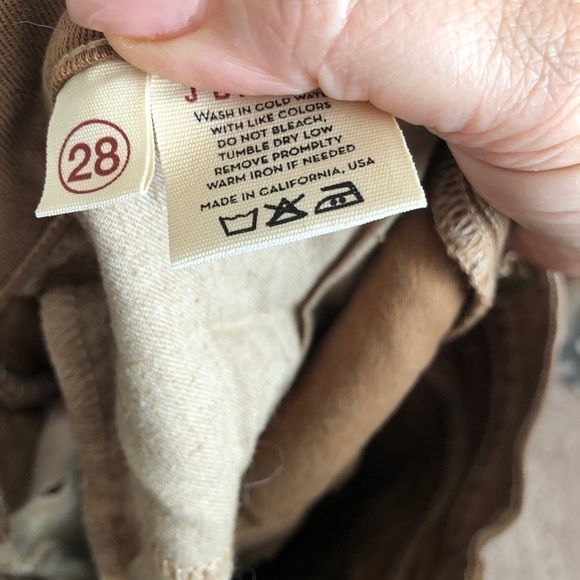 28
J
WASH IN COLD WATER
WITH LIKE COLORS
DO NOT BLEACH,
TUMBLE DRY LOW
REMOVE PROMPLTY
WARM IRON IF NEEDED
MADE IN CALIFORNIA, USA